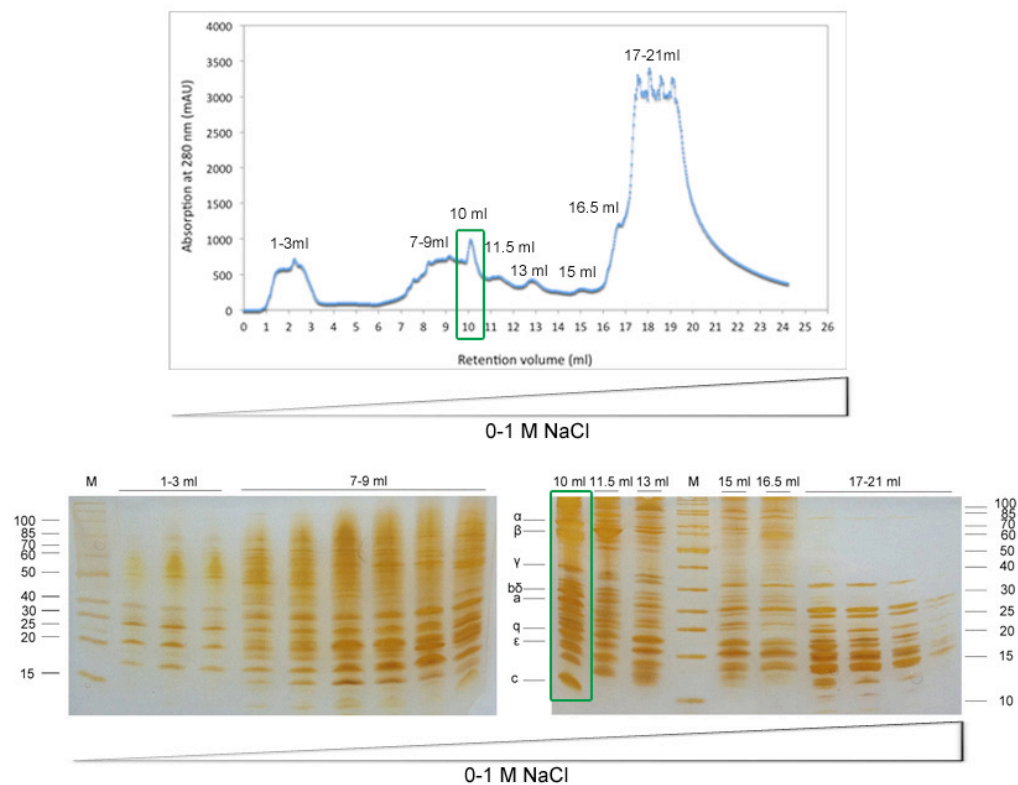 4000
3500
3000
2500
2000
1500
1000
500
0
Absorption at 280 nm (mAU)
1-3ml
7-9ml
10 ml
11.5 ml
13 ml
15 ml
16.5 ml
17-21ml
0 1 2 3 4 5 6 7 8 9 10 11 12 13 14 15 16 17 18 19 20 21 22 23 24 25 26
Retention volume (ml)
0-1 M NaCl
M 1-3 ml 7-9 ml
100
85
70
60
50
40
30
25
20
15
10 ml 11.5 ml 13 ml M 15 ml 16.5 ml 17-21 ml
α
β
γ
bδ
a
q
ε
c
100
85
70
60
50
40
30
25
20
15
10
0-1 M NaCl